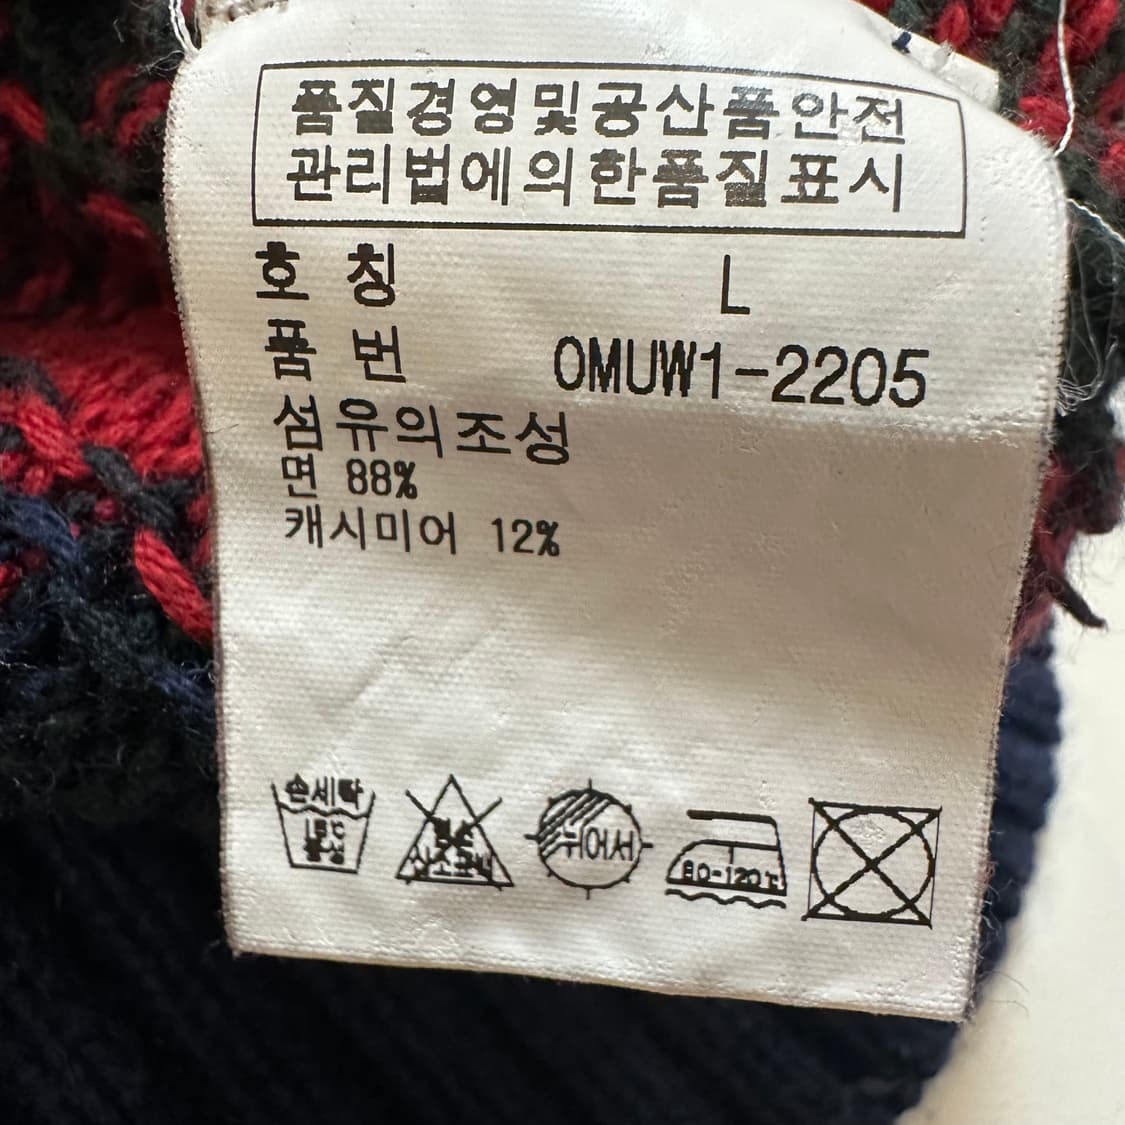 품질경영및공산품안전
관리법에의한품질표시
호 칭 L
품 번 OMUW1-2205
섬유의조성
면 88%
캐시미어 12%
손세탁
중성
뉘어서
80-120℃